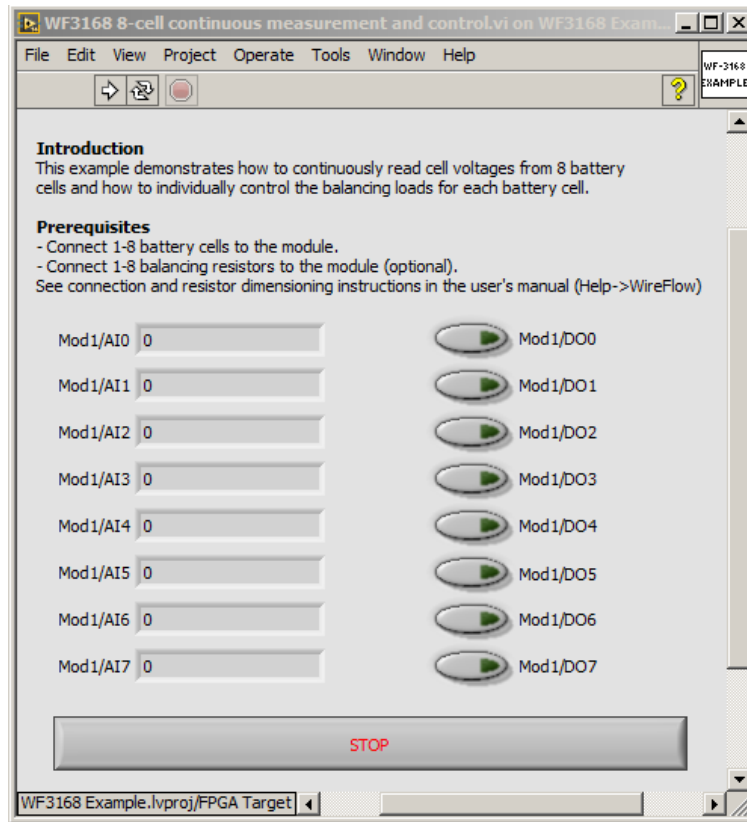 WF3168 8-cell continuous measurement and control.vi on WF3168 Exam...
File Edit View Project Operate Tools Window Help
WF-3168
EXAMPLE
?
Introduction
This example demonstrates how to continuously read cell voltages from 8 battery
cells and how to individually control the balancing loads for each battery cell.
Prerequisites
- Connect 1-8 battery cells to the module.
- Connect 1-8 balancing resistors to the module (optional).
See connection and resistor dimensioning instructions in the user's manual (Help->WireFlow)
Mod1/AI0 0 Mod1/DO0
Mod1/AI1 0 Mod1/DO1
Mod1/AI2 0 Mod1/DO2
Mod1/AI3 0 Mod1/DO3
Mod1/AI4 0 Mod1/DO4
Mod1/AI5 0 Mod1/DO5
Mod1/AI6 0 Mod1/DO6
Mod1/AI7 0 Mod1/DO7
STOP
WF3168 Example.lvproj/FPGA Target